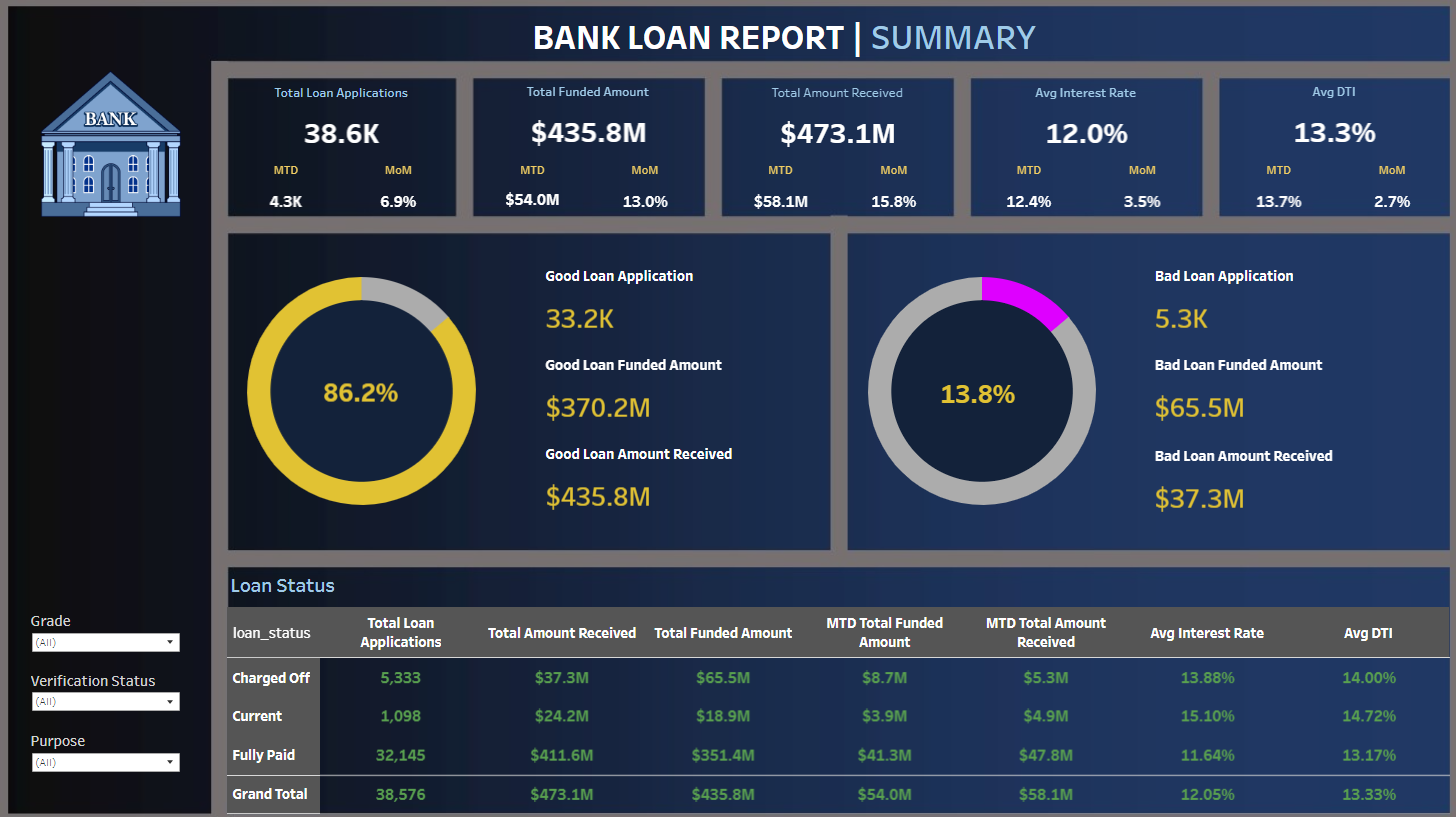 BANK LOAN REPORT | SUMMARY
BANK
Total Loan Applications
38.6K
MTD MoM
4.3K 6.9%
Total Funded Amount
$435.8M
MTD MoM
$54.0M 13.0%
Total Amount Received
$473.1M
MTD MoM
$58.1M 15.8%
Avg Interest Rate
12.0%
MTD MoM
12.4% 3.5%
Avg DTI
13.3%
MTD MoM
13.7% 2.7%
86.2%
Good Loan Application
33.2K
Good Loan Funded Amount
$370.2M
Good Loan Amount Received
$435.8M
13.8%
Bad Loan Application
5.3K
Bad Loan Funded Amount
$65.5M
Bad Loan Amount Received
$37.3M
Grade
(All)
Verification Status
(All)
Purpose
(All)
Loan Status
loan_status Total Loan Applications Total Amount Received Total Funded Amount MTD Total Funded Amount MTD Total Amount Received Avg Interest Rate Avg DTI
Charged Off 5,333 $37.3M $65.5M $8.7M $5.3M 13.88% 14.00%
Current 1,098 $24.2M $18.9M $3.9M $4.9M 15.10% 14.72%
Fully Paid 32,145 $411.6M $351.4M $41.3M $47.8M 11.64% 13.17%
Grand Total 38,576 $473.1M $435.8M $54.0M $58.1M 12.05% 13.33%